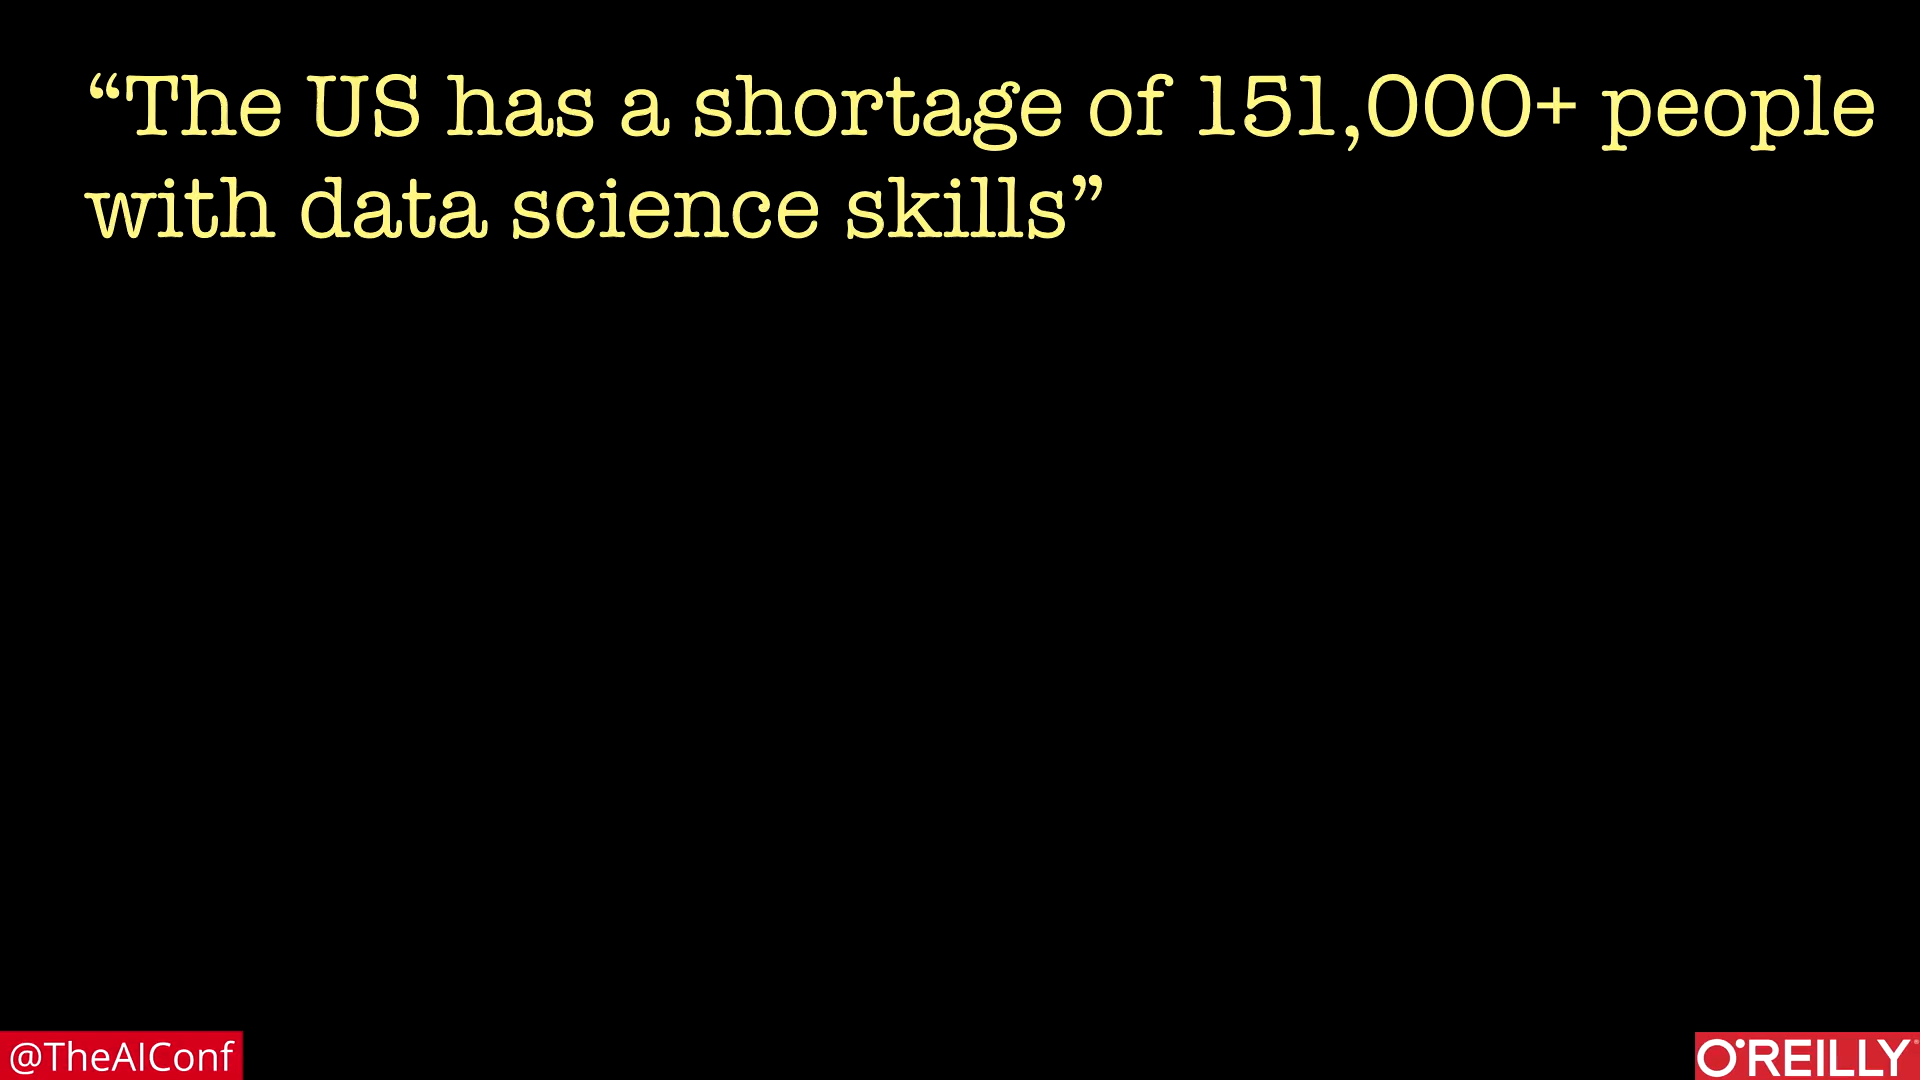 “The US has a shortage of 151,000+ people
with data science skills”
@TheAIConf
O'REILLY®